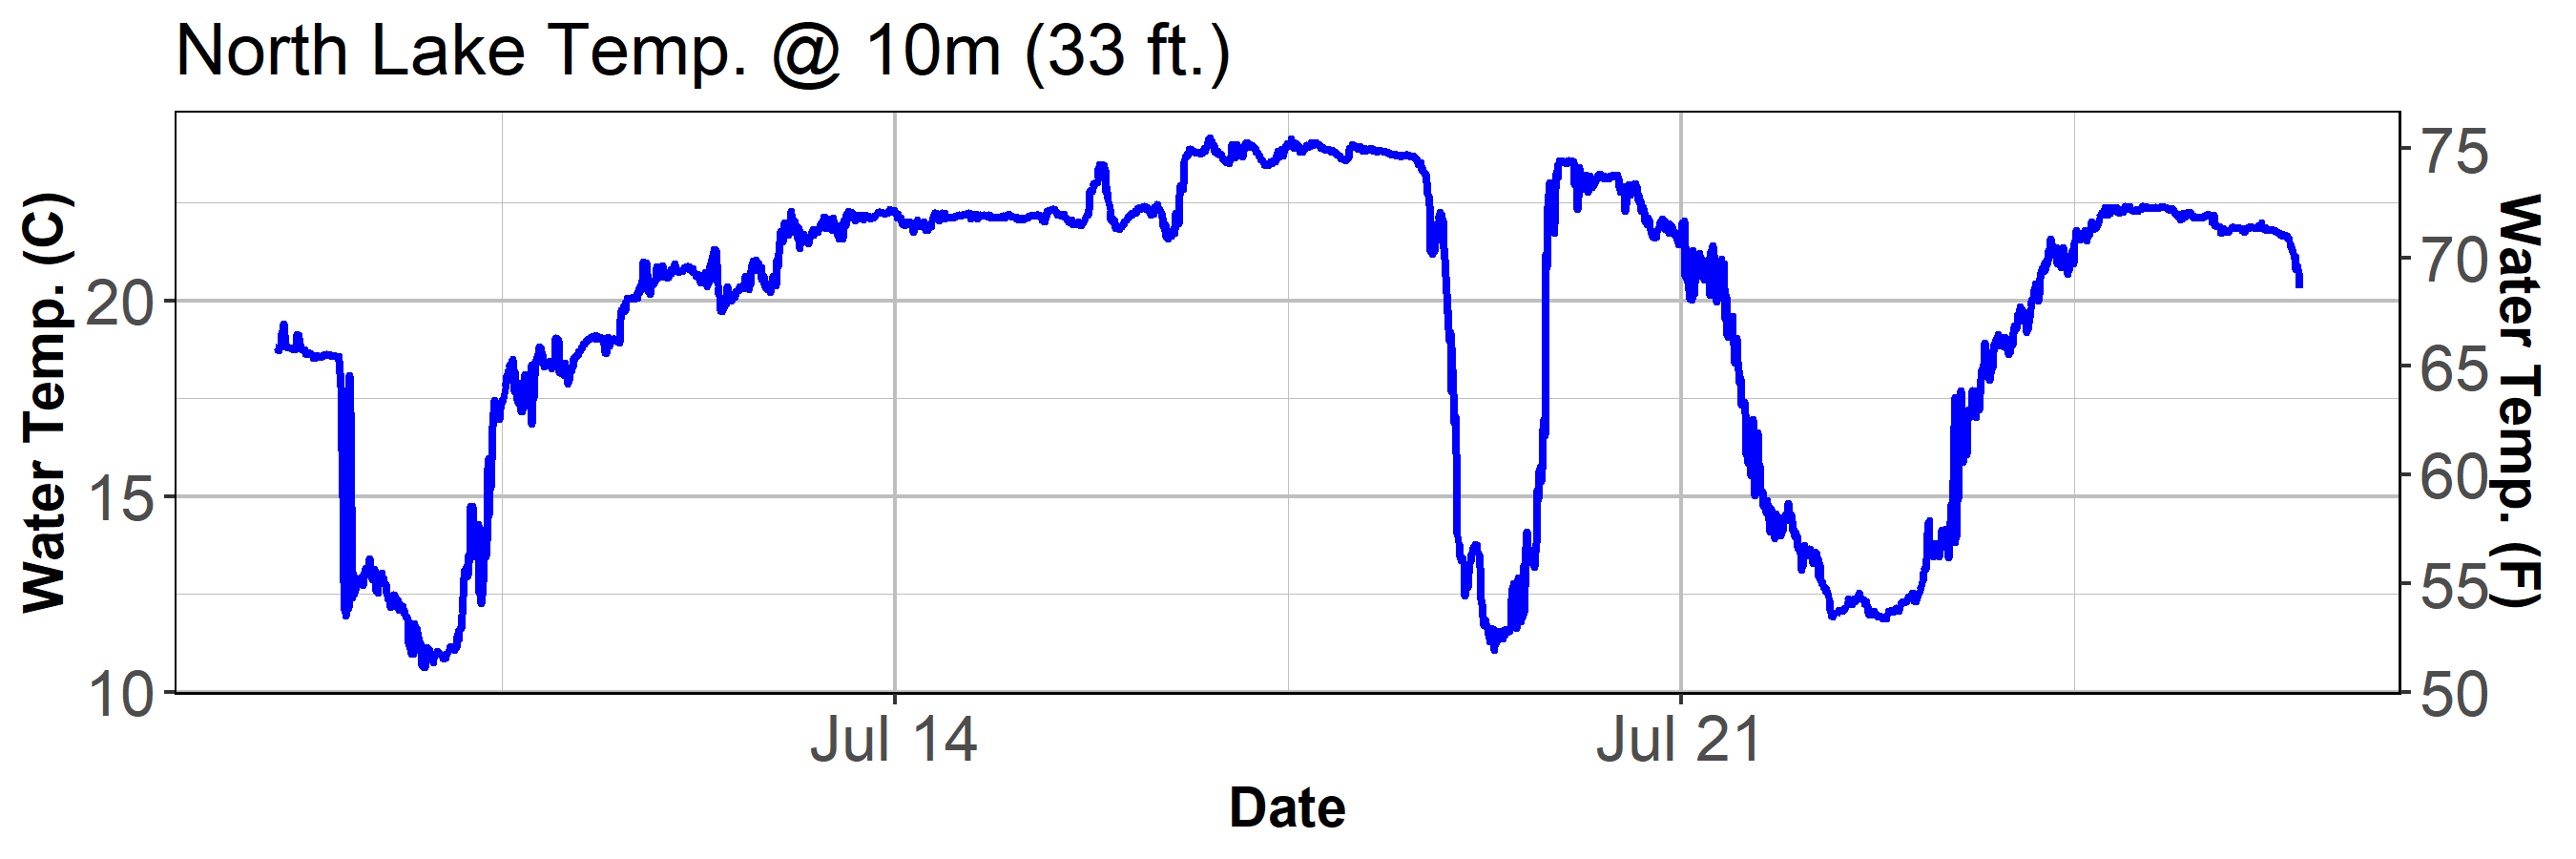 North Lake Temp. @ 10m (33 ft.)
Water Temp. (C)
20
15
10
75
70
65
60
55
50
Water Temp. (F)
Jul 14
Jul 21
Date